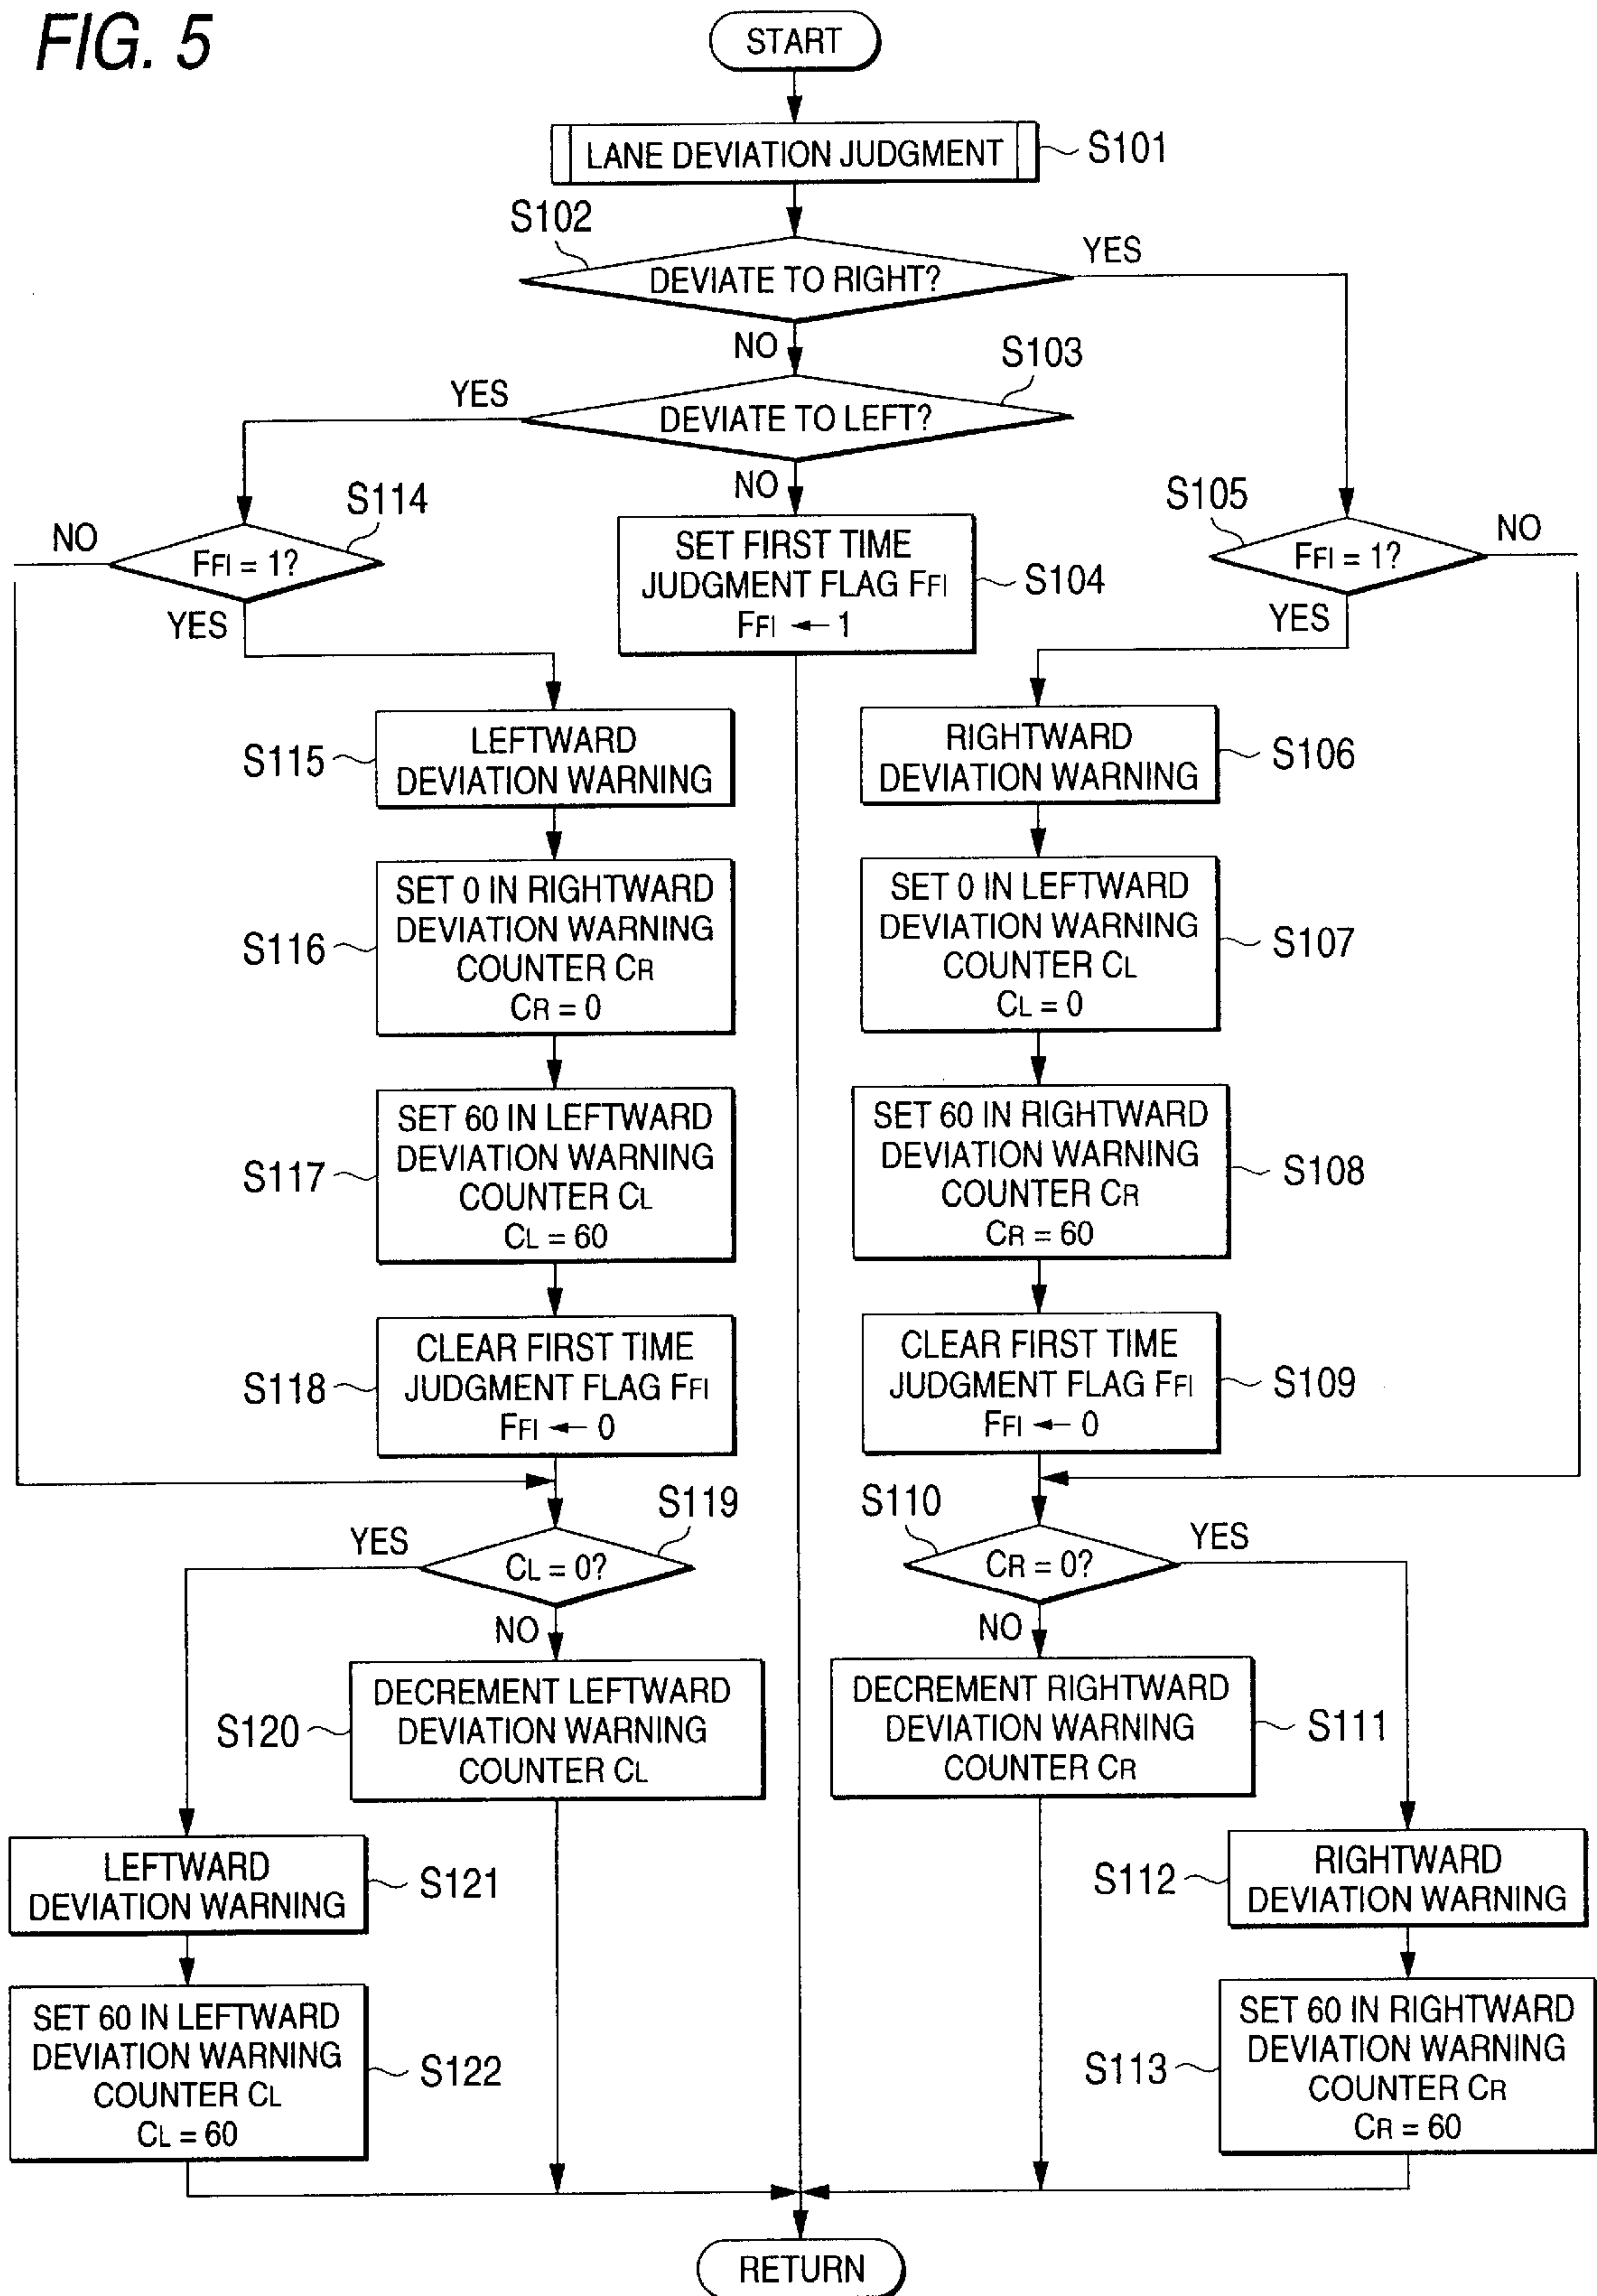 FIG. 5
START
LANE DEVIATION JUDGMENT
S101
S102
DEVIATE TO RIGHT?
YES
NO
S103
DEVIATE TO LEFT?
YES
NO
S114
FFI = 1?
NO
YES
SET FIRST TIME
JUDGMENT FLAG FFI
FFI ← 1
S104
S105
FFI = 1?
NO
YES
LEFTWARD
DEVIATION WARNING
S115
RIGHTWARD
DEVIATION WARNING
S106
SET 0 IN RIGHTWARD
DEVIATION WARNING
COUNTER CR
CR = 0
S116
SET 0 IN LEFTWARD
DEVIATION WARNING
COUNTER CL
CL = 0
S107
SET 60 IN LEFTWARD
DEVIATION WARNING
COUNTER CL
CL = 60
S117
SET 60 IN RIGHTWARD
DEVIATION WARNING
COUNTER CR
CR = 60
S108
CLEAR FIRST TIME
JUDGMENT FLAG FFI
FFI ← 0
S118
CLEAR FIRST TIME
JUDGMENT FLAG FFI
FFI ← 0
S109
S119
CL = 0?
YES
NO
S110
CR = 0?
YES
NO
DECREMENT LEFTWARD
DEVIATION WARNING
COUNTER CL
S120
DECREMENT RIGHTWARD
DEVIATION WARNING
COUNTER CR
S111
LEFTWARD
DEVIATION WARNING
S121
RIGHTWARD
DEVIATION WARNING
S112
SET 60 IN LEFTWARD
DEVIATION WARNING
COUNTER CL
CL = 60
S122
SET 60 IN RIGHTWARD
DEVIATION WARNING
COUNTER CR
CR = 60
S113
RETURN